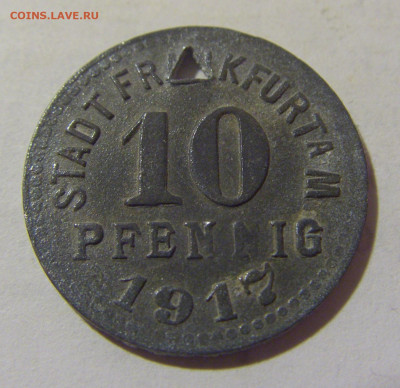 COINS.LAVE.RU
STADT FRANKFURT A M
10
PFENNIG
1917